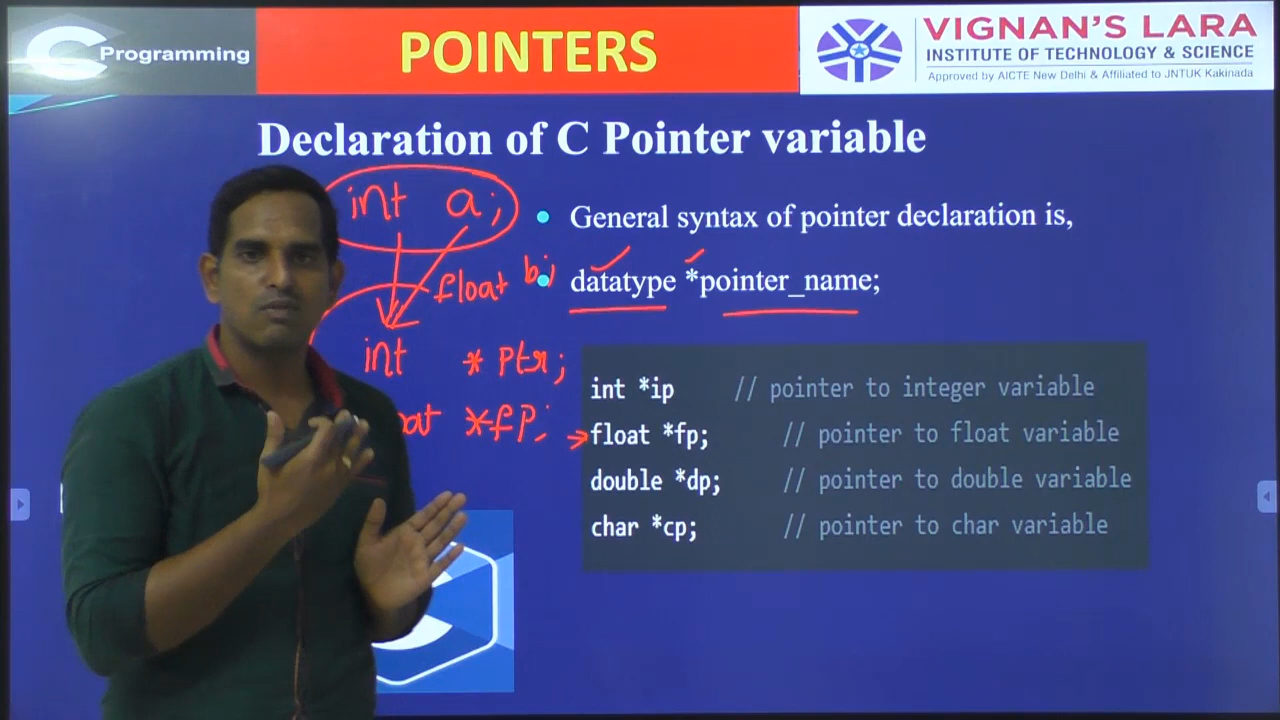 C Programming
POINTERS
VIGNAN'S LARA
INSTITUTE OF TECHNOLOGY & SCIENCE
Approved by AICTE New Delhi & Affiliated to JNTUK Kakinada
Declaration of C Pointer variable
int a;
• General syntax of pointer declaration is,
float b;
• datatype *pointer_name;
int * Ptr;
int *ip // pointer to integer variable
*fP;
float *fp; // pointer to float variable
double *dp; // pointer to double variable
char *cp; // pointer to char variable